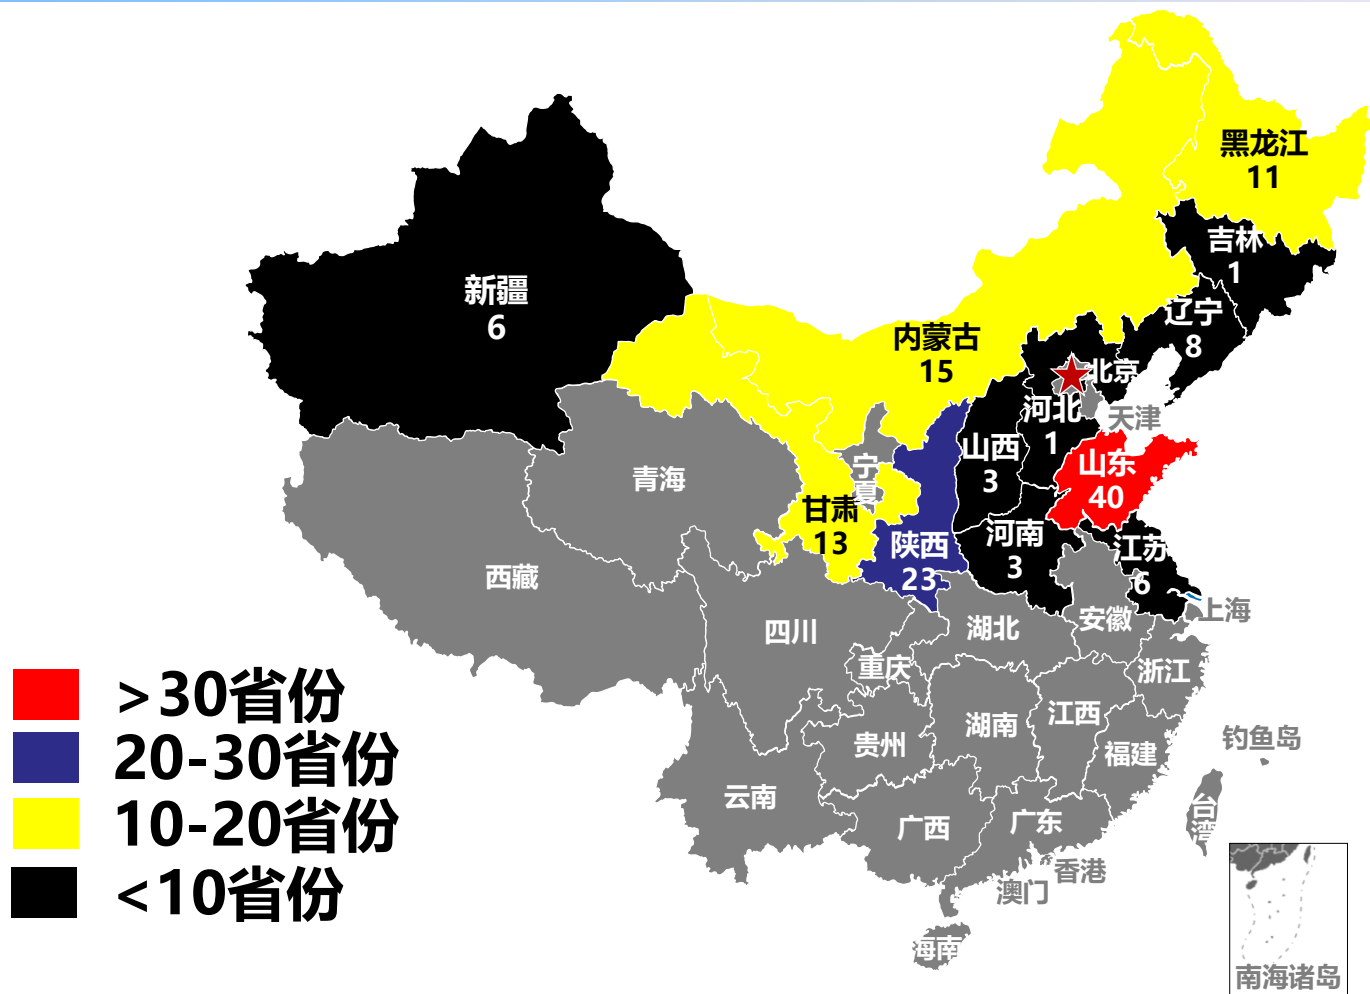 黑龙江
11
吉林
1
新疆
6
辽宁
8
内蒙古
15
北京
河北
1
天津
山西
3
山东
40
宁夏
青海
甘肃
13
陕西
23
河南
3
江苏
6
西藏
上海
安徽
四川
湖北
重庆
浙江
>30省份
江西
湖南
20-30省份
贵州
福建
钓鱼岛
云南
10-20省份
广西
广东
台湾
香港
澳门
<10省份
海南
南海诸岛